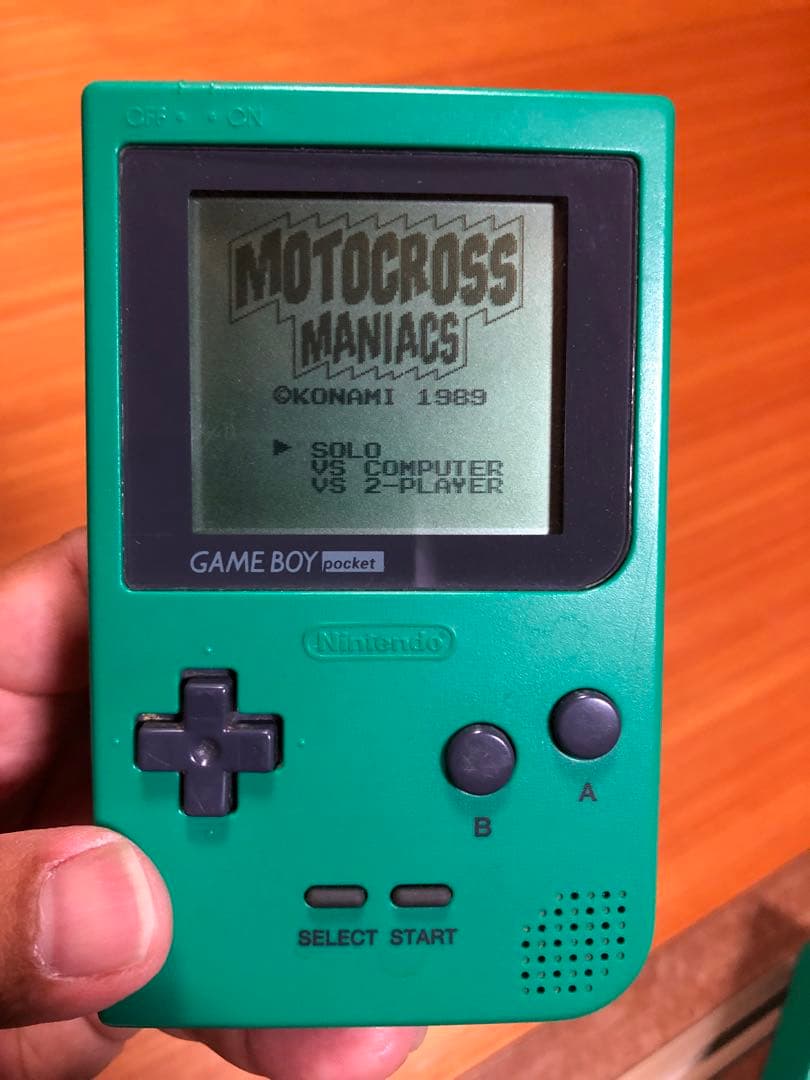 OFF • • ON
MOTOCROSS
MANIACS
©KONAMI 1989
▶ SOLO
VS COMPUTER
VS 2-PLAYER
GAME BOY pocket
Nintendo®
A
B
SELECT START